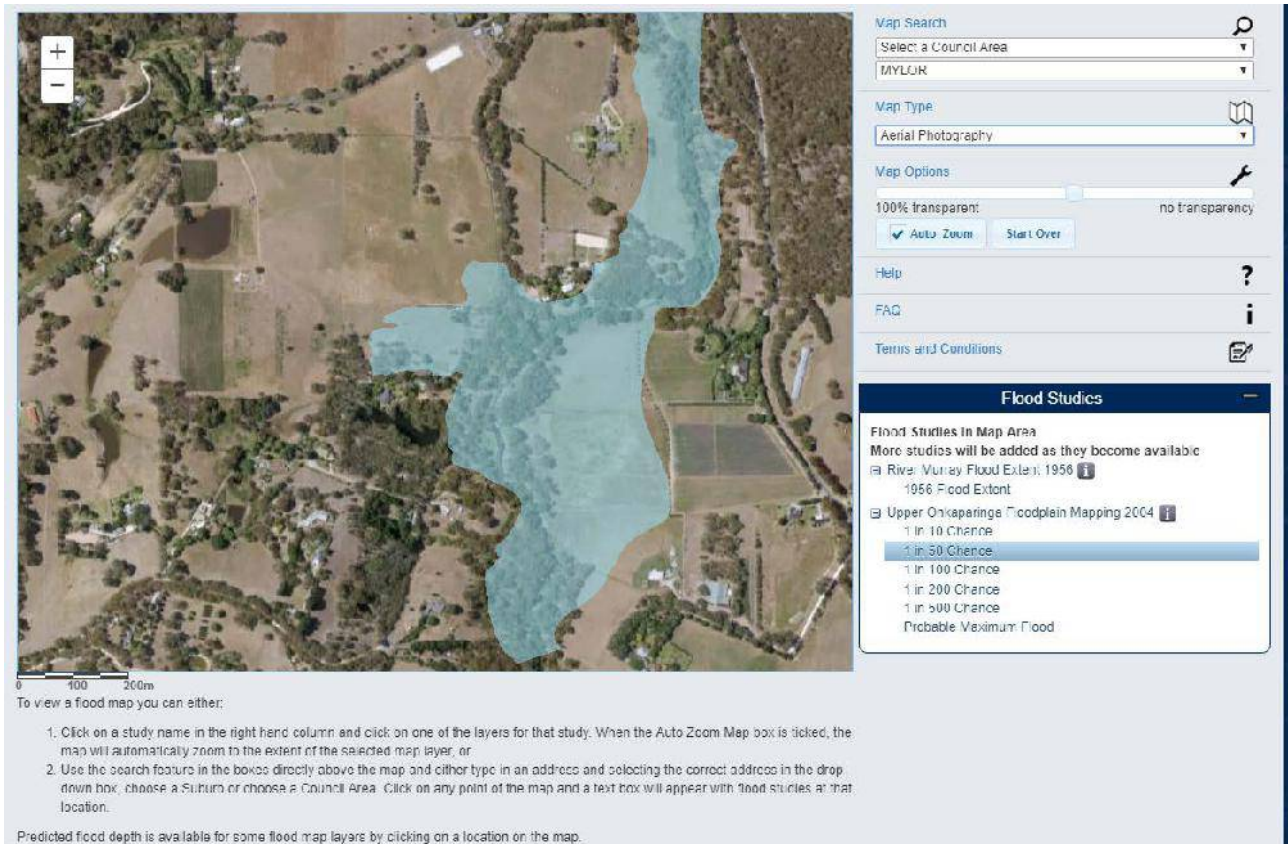 +
−
Map Search
Select a Council Area
MYLOR
Map Type
Aerial Photography
Map Options
100% transparent
no transparency
Auto Zoom
Start Over
Help
?
FAQ
i
Terms and Conditions
Flood Studies
Flood Studies in Map Area
More studies will be added as they become available
River Murray Flood Extent 1956 i
1956 Flood Extent
Upper Onkaparinga Floodplain Mapping 2004 i
1 in 10 Chance
1 in 50 Chance
1 in 100 Chance
1 in 200 Chance
1 in 500 Chance
Probable Maximum Flood
0 100 200m
To view a flood map you can either:
1. Click on a study name in the right hand column and click on one of the layers for that study. When the Auto Zoom Map box is ticked, the
map will automatically zoom to the extent of the selected map layer, or
2. Use the search feature in the boxes directly above the map and either type in an address and selecting the correct address in the drop
down box, choose a Suburb or choose a Council Area. Click on any point of the map and a text box will appear with flood studies at that
location.
Predicted flood depth is available for some flood map layers by clicking on a location on the map.